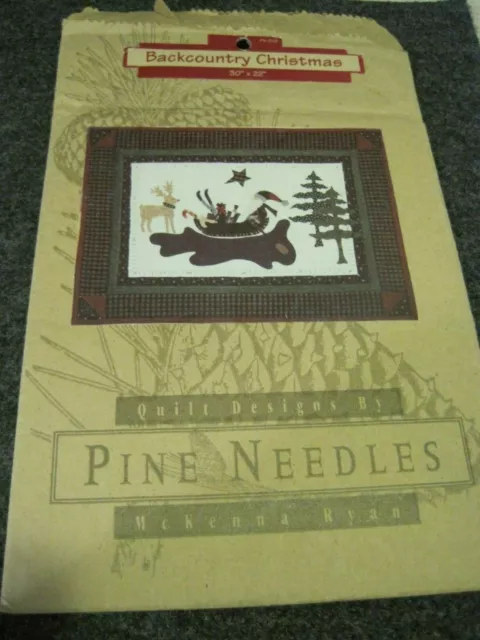 Backcountry Christmas
30" x 22"
Quilt Designs By
PINE NEEDLES
McKenna Ryan